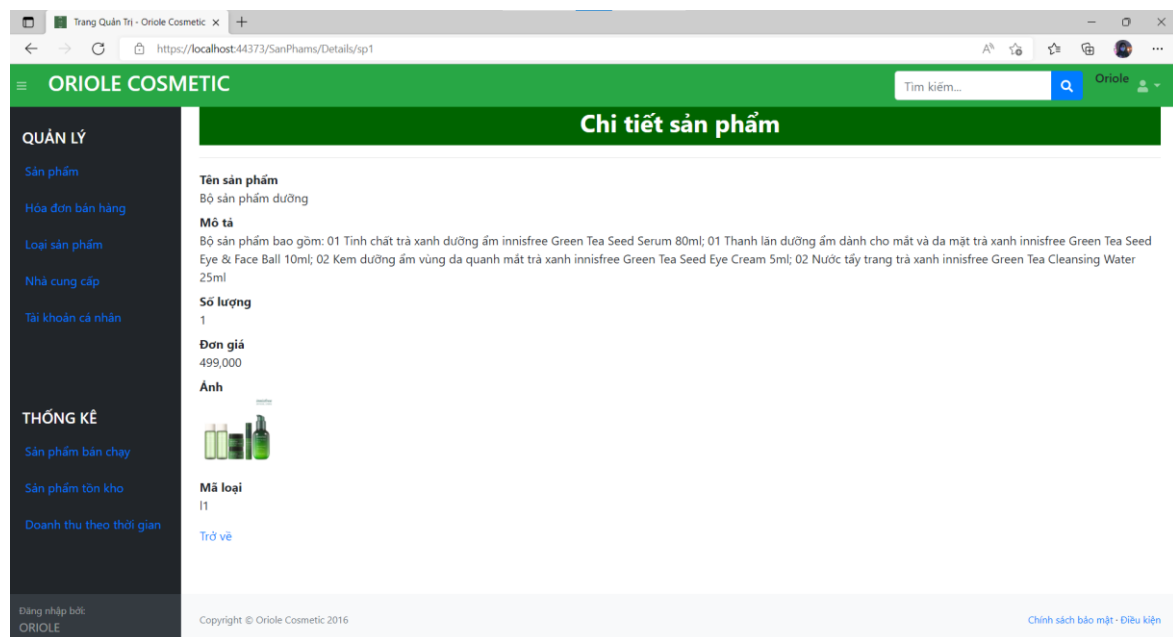 Trang Quản Trị - Oriole Cosmetic
https://localhost:44373/SanPhams/Details/sp1
ORIOLE COSMETIC
Tìm kiếm...
Oriole
QUẢN LÝ
Sản phẩm
Hóa đơn bán hàng
Loại sản phẩm
Nhà cung cấp
Tài khoản cá nhân
THỐNG KÊ
Sản phẩm bán chạy
Sản phẩm tồn kho
Doanh thu theo thời gian
Đăng nhập bởi:
ORIOLE
Chi tiết sản phẩm
Tên sản phẩm
Bộ sản phẩm dưỡng
Mô tả
Bộ sản phẩm bao gồm: 01 Tinh chất trà xanh dưỡng ẩm innisfree Green Tea Seed Serum 80ml; 01 Thanh lăn dưỡng ẩm dành cho mắt và da mặt trà xanh innisfree Green Tea Seed
Eye & Face Ball 10ml; 02 Kem dưỡng ẩm vùng da quanh mắt trà xanh innisfree Green Tea Seed Eye Cream 5ml; 02 Nước tẩy trang trà xanh innisfree Green Tea Cleansing Water
25ml
Số lượng
1
Đơn giá
499,000
Ảnh
Mã loại
l1
Trở về
Copyright © Oriole Cosmetic 2016
Chính sách bảo mật · Điều kiện